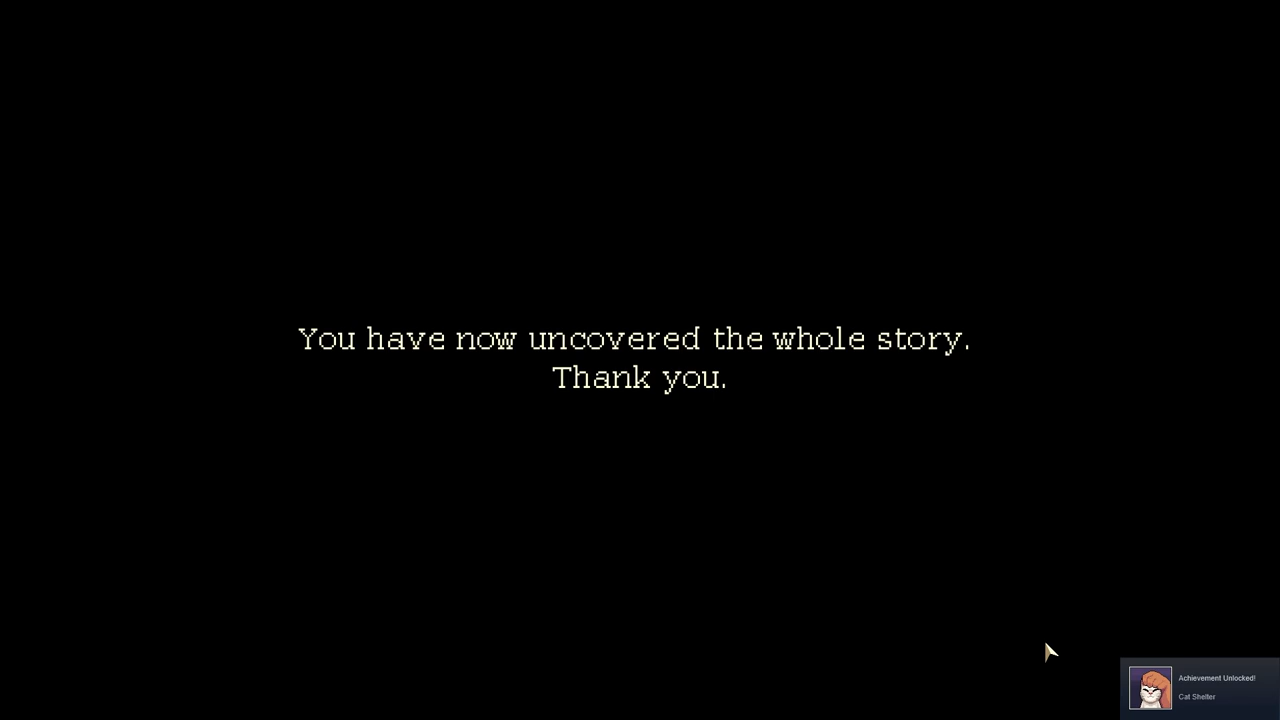 You have now uncovered the whole story.
Thank you.
Achievement Unlocked!
Cat Shelter